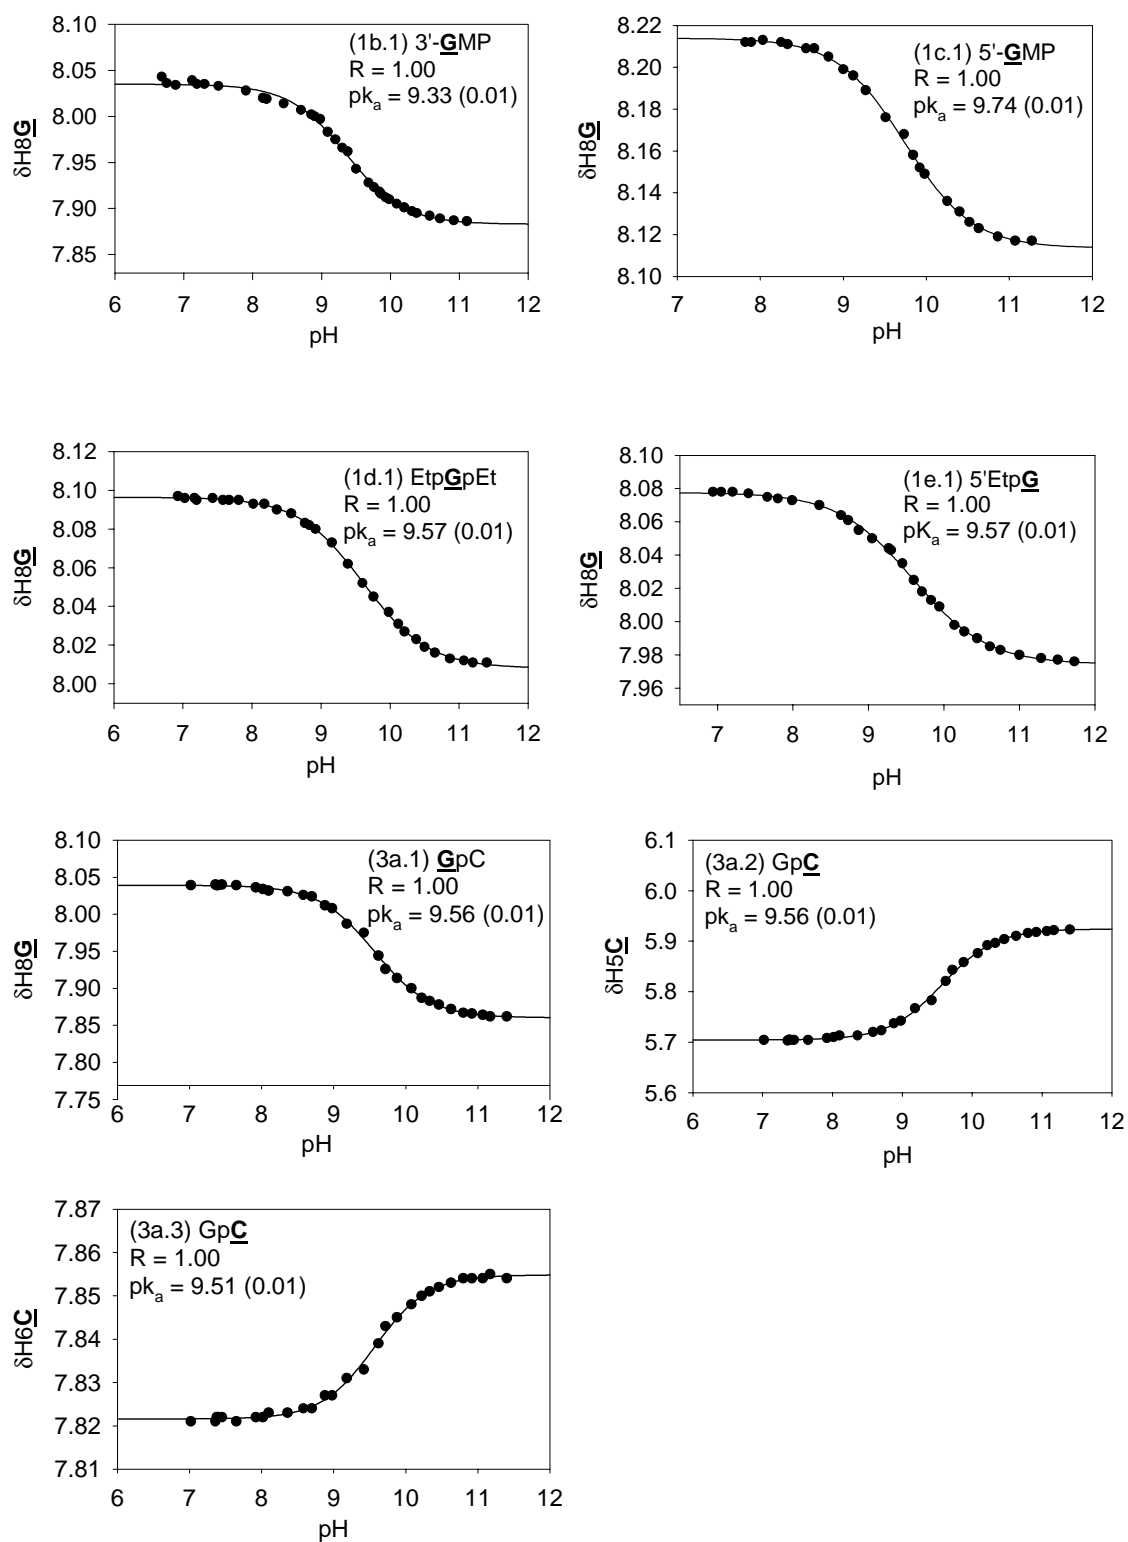 8.10
8.05
8.00
7.95
7.90
7.85
δH8G
(1b.1) 3'-GMP
R = 1.00
pka = 9.33 (0.01)
6 7 8 9 10 11 12
pH
8.22
8.20
8.18
8.16
8.14
8.12
8.10
δH8G
(1c.1) 5'-GMP
R = 1.00
pka = 9.74 (0.01)
7 8 9 10 11 12
pH
8.12
8.10
8.08
8.06
8.04
8.02
8.00
δH8G
(1d.1) EtpGpEt
R = 1.00
pka = 9.57 (0.01)
6 7 8 9 10 11 12
pH
8.10
8.08
8.06
8.04
8.02
8.00
7.98
7.96
δH8G
(1e.1) 5'EtpG
R = 1.00
pKa = 9.57 (0.01)
7 8 9 10 11 12
pH
8.10
8.05
8.00
7.95
7.90
7.85
7.80
7.75
δH8G
(3a.1) GpC
R = 1.00
pka = 9.56 (0.01)
6 7 8 9 10 11 12
pH
6.1
6.0
5.9
5.8
5.7
5.6
δH5C
(3a.2) GpC
R = 1.00
pka = 9.56 (0.01)
6 7 8 9 10 11 12
pH
7.87
7.86
7.85
7.84
7.83
7.82
7.81
δH6C
(3a.3) GpC
R = 1.00
pka = 9.51 (0.01)
6 7 8 9 10 11 12
pH